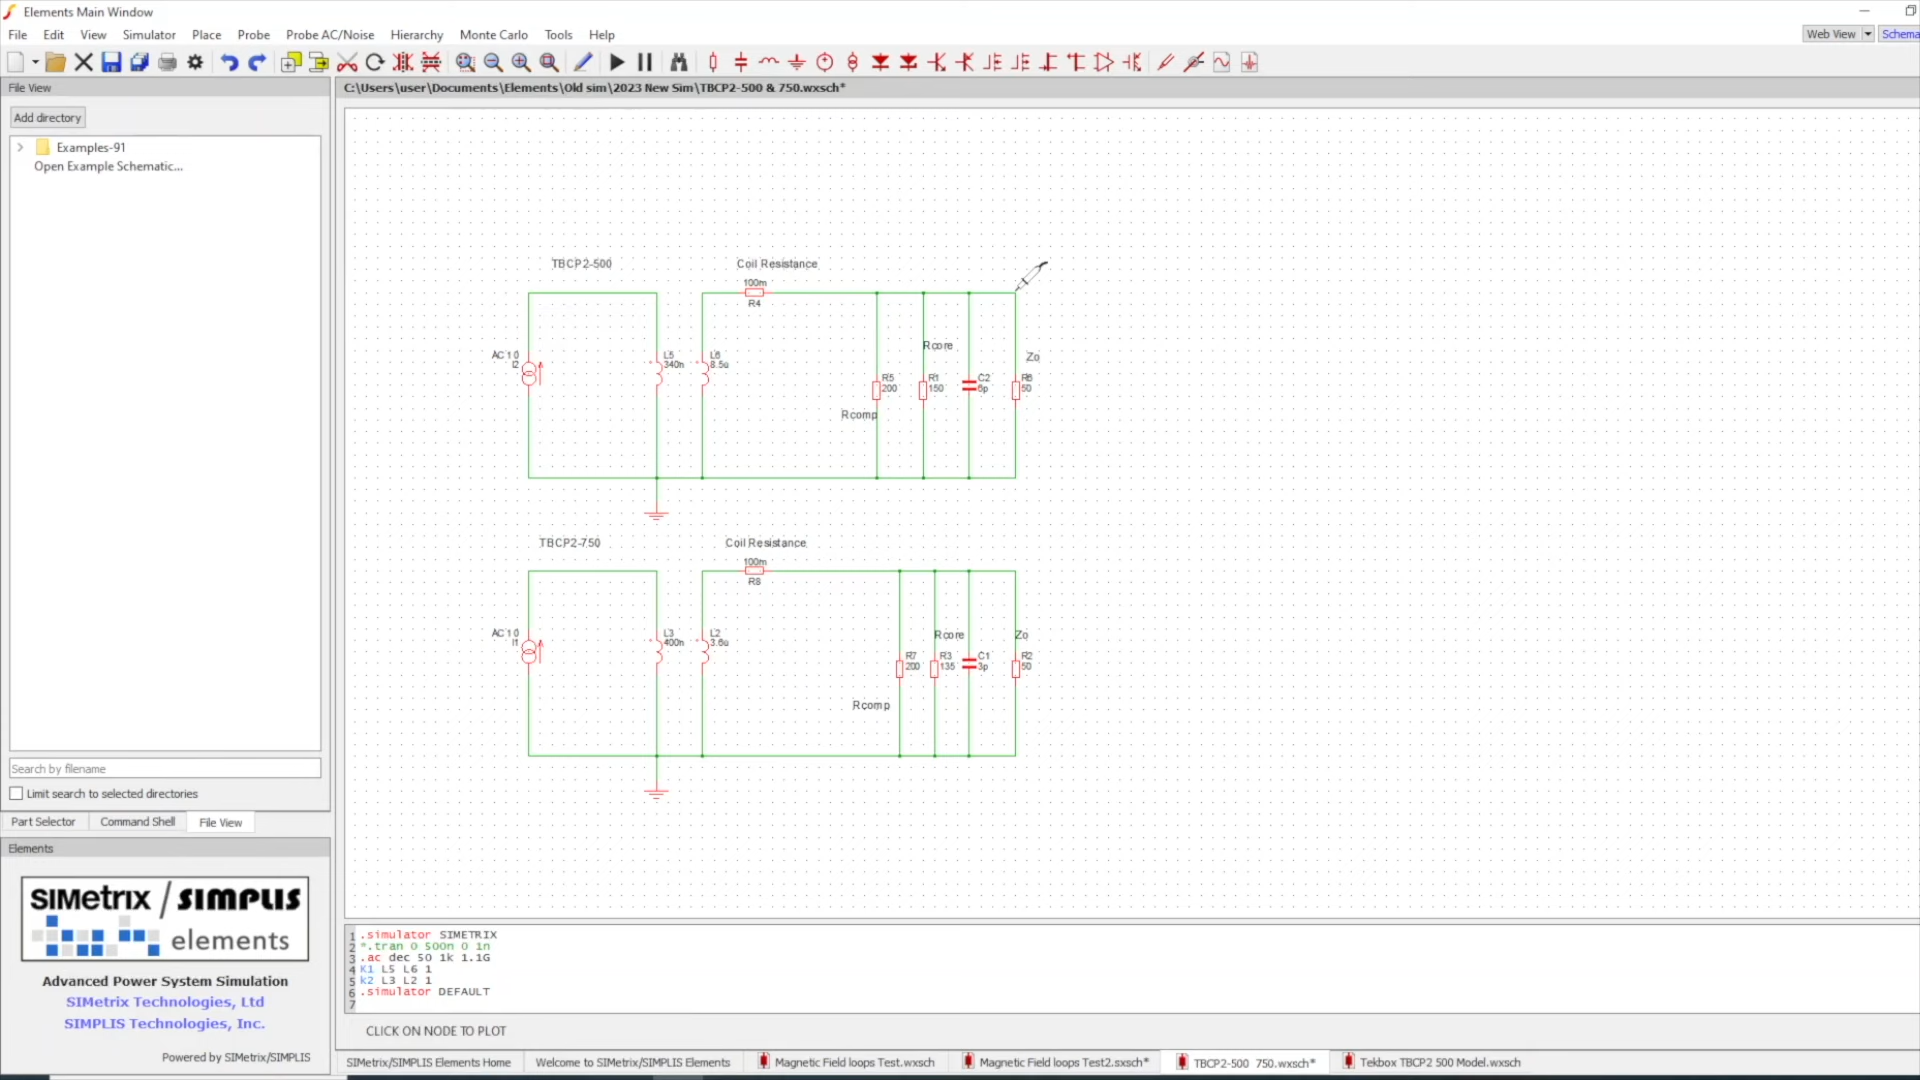 Elements Main Window
File Edit View Simulator Place Probe Probe AC/Noise Hierarchy Monte Carlo Tools Help
Web View Schema
File View
C:\Users\user\Documents\Elements\Old sim\2023 New Sim\TBCP2-500 & 750.wxsch*
Add directory
Examples-91
Open Example Schematic...
TBCP2-500
Coil Resistance
100m
R4
Rcore
AC 1 0
I2
L5
340n
L6
8.5u
Zo
R5
200
R1
150
C2
6p
R6
50
Rcomp
TBCP2-750
Coil Resistance
100m
R8
AC 1 0
I1
L3
400n
L2
3.6u
Rcore
Zo
R7
200
R3
135
C1
3p
R2
50
Rcomp
Search by filename
Limit search to selected directories
Part Selector Command Shell File View
Elements
SIMetrix / SIMPLIS
elements
Advanced Power System Simulation
SIMetrix Technologies, Ltd
SIMPLIS Technologies, Inc.
Powered by SIMetrix/SIMPLIS
1 .simulator SIMETRIX
2 *.tran 0 500n 0 1n
3 .ac dec 50 1k 1.1G
4 K1 L5 L6 1
5 k2 L3 L2 1
6 .simulator DEFAULT
7
CLICK ON NODE TO PLOT
SIMetrix/SIMPLIS Elements Home Welcome to SIMetrix/SIMPLIS Elements Magnetic Field loops Test.wxsch Magnetic Field loops Test2.sxsch* TBCP2-500 750.wxsch* Tekbox TBCP2 500 Model.wxsch